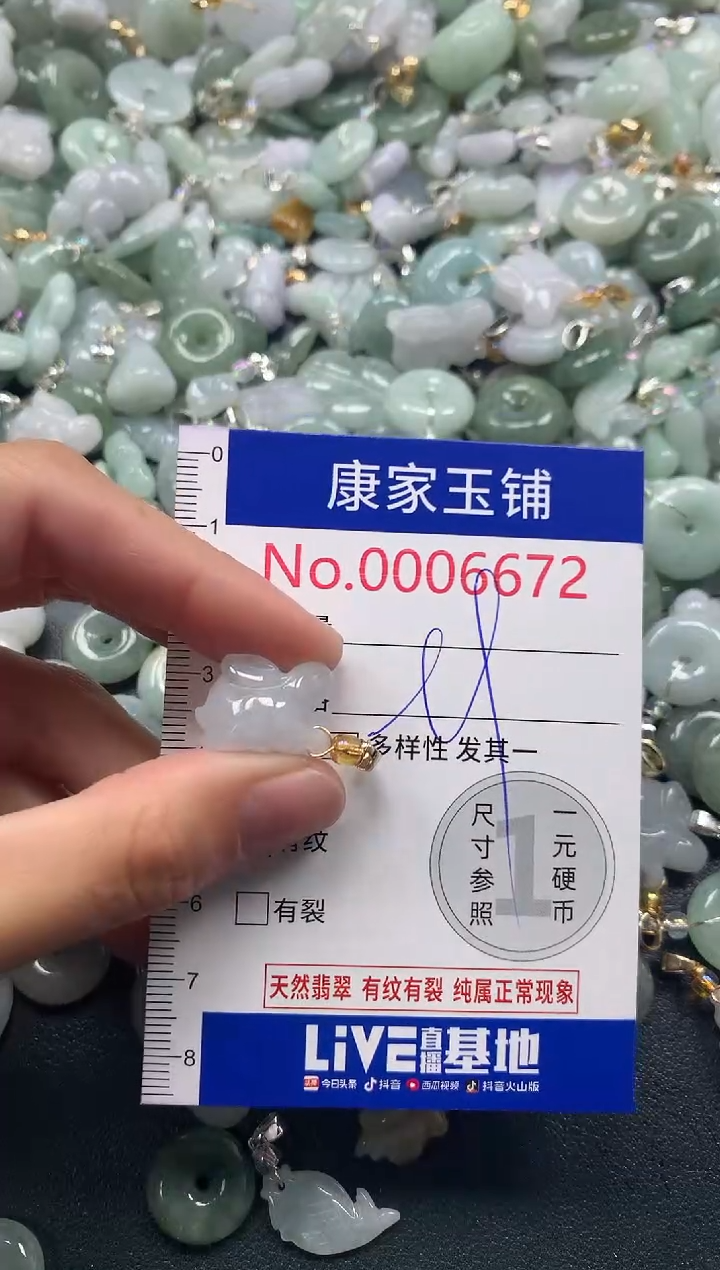 康家玉铺
No.0006672
多样性 发其一
纹
有裂
尺寸参照
一元硬币
1
天然翡翠 有纹有裂 纯属正常现象
LiVE直播基地
今日头条 抖音 西瓜视频 抖音火山版
0
1
3
6
7
8